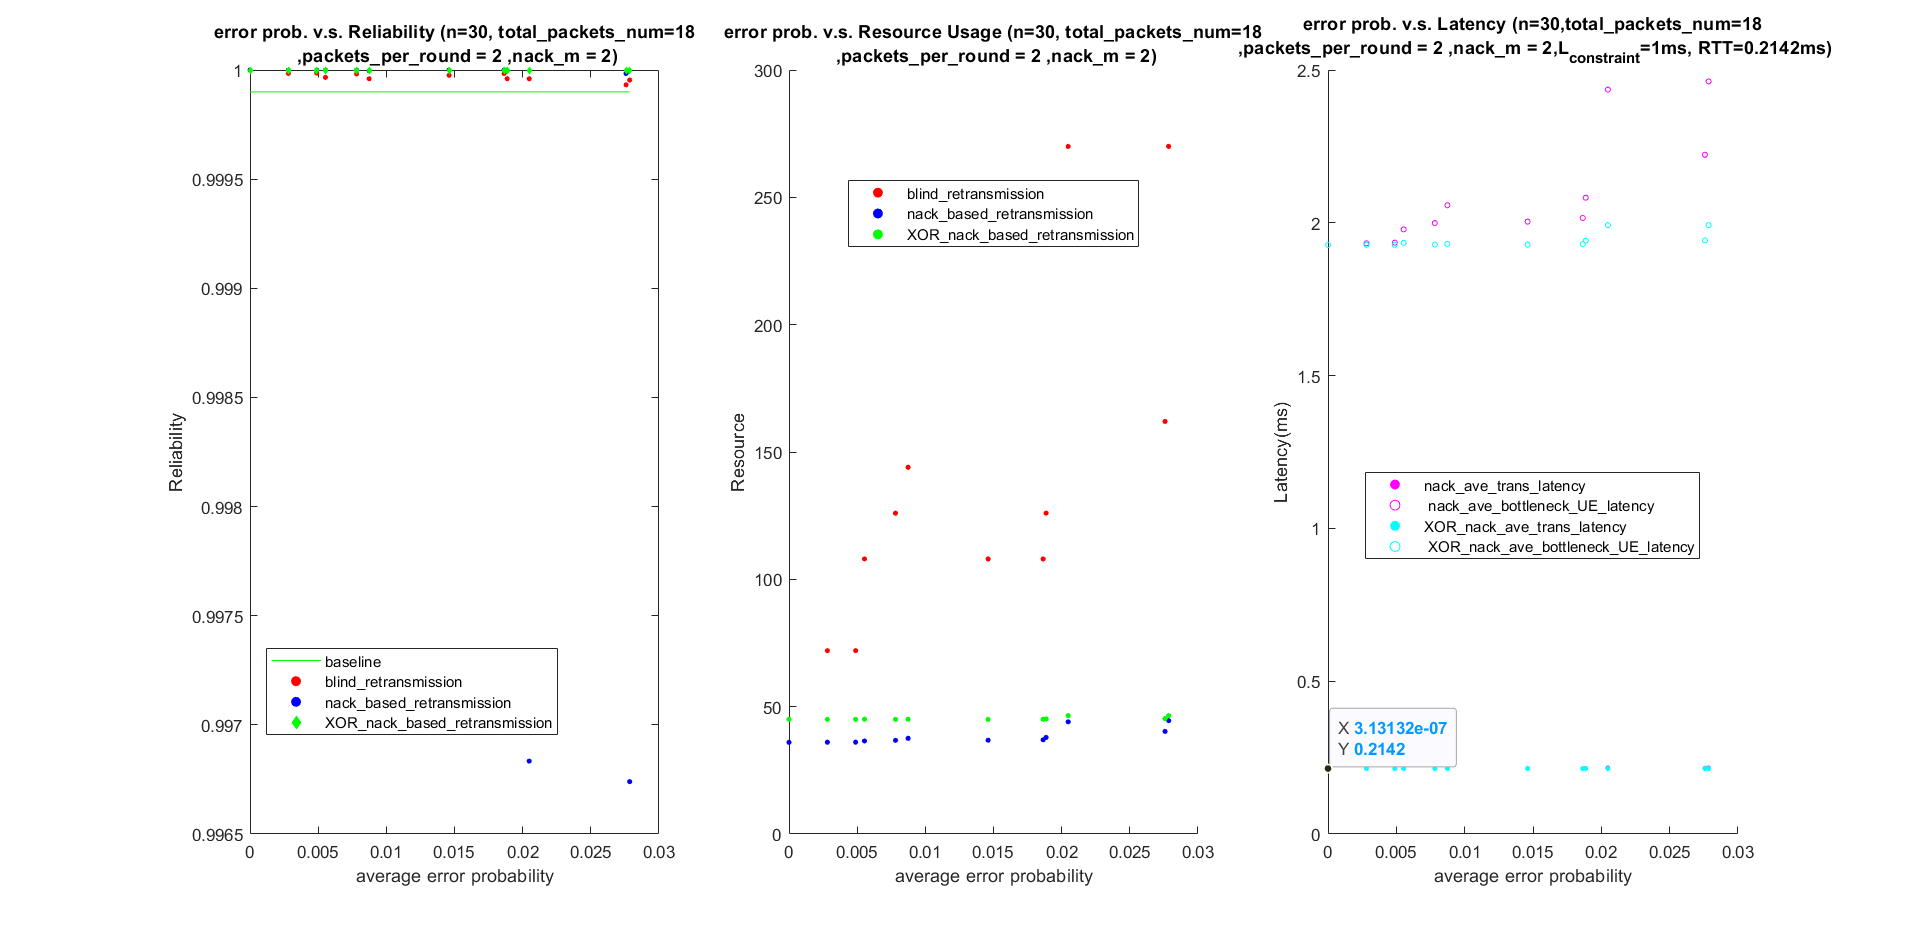 error prob. v.s. Reliability (n=30, total_packets_num=18
,packets_per_round = 2 ,nack_m = 2)
1
0.9995
0.999
0.9985
0.998
0.9975
0.997
0.9965
Reliability
baseline
blind_retransmission
nack_based_retransmission
XOR_nack_based_retransmission
0 0.005 0.01 0.015 0.02 0.025 0.03
average error probability
error prob. v.s. Resource Usage (n=30, total_packets_num=18
,packets_per_round = 2 ,nack_m = 2)
300
250
200
150
100
50
0
Resource
blind_retransmission
nack_based_retransmission
XOR_nack_based_retransmission
0 0.005 0.01 0.015 0.02 0.025 0.03
average error probability
error prob. v.s. Latency (n=30,total_packets_num=18
,packets_per_round = 2 ,nack_m = 2,L_constraint=1ms, RTT=0.2142ms)
2.5
2
1.5
1
0.5
0
Latency(ms)
nack_ave_trans_latency
nack_ave_bottleneck_UE_latency
XOR_nack_ave_trans_latency
XOR_nack_ave_bottleneck_UE_latency
X 3.13132e-07
Y 0.2142
0 0.005 0.01 0.015 0.02 0.025 0.03
average error probability